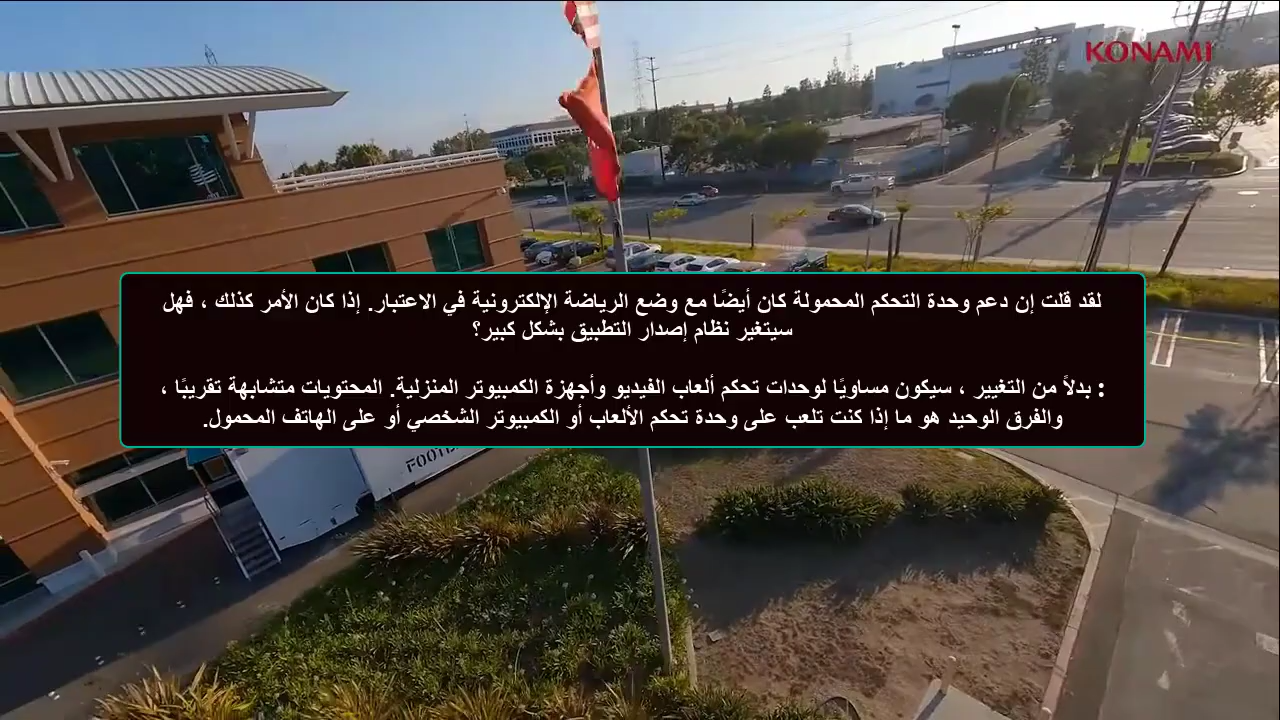 KONAMI
لقد قلت إن دعم وحدة التحكم المحمولة كان أيضًا مع وضع الرياضة الإلكترونية في الاعتبار. إذا كان الأمر كذلك ، فهل
سيتغير نظام إصدار التطبيق بشكل كبير؟
: بدلاً من التغيير ، سيكون مساويًا لوحدات تحكم ألعاب الفيديو وأجهزة الكمبيوتر المنزلية. المحتويات متشابهة تقريبًا ،
والفرق الوحيد هو ما إذا كنت تلعب على وحدة تحكم الألعاب أو الكمبيوتر الشخصي أو على الهاتف المحمول.